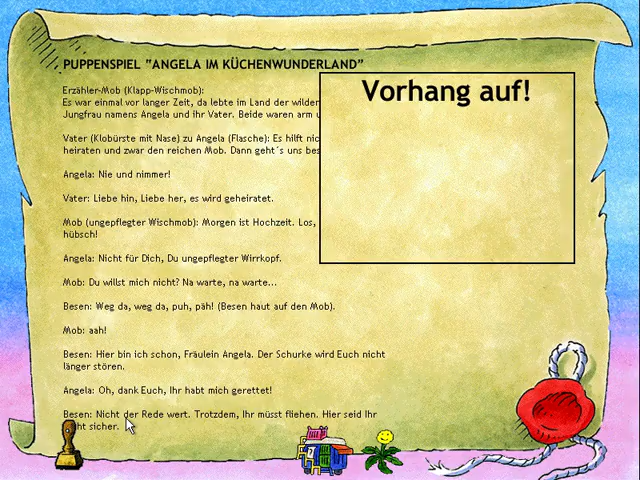 PUPPENSPIEL "ANGELA IM KÜCHENWUNDERLAND"
Vorhang auf!
Erzähler-Mob (Klapp-Wischmob):
Es war einmal vor langer Zeit, da lebte im Land der wilden
Jungfrau namens Angela und ihr Vater. Beide waren arm u
Vater (Klobürste mit Nase) zu Angela (Flasche): Es hilft nic
heiraten und zwar den reichen Mob. Dann geht´s uns bes
Angela: Nie und nimmer!
Vater: Liebe hin, Liebe her, es wird geheiratet.
Mob (ungepflegter Wischmob): Morgen ist Hochzeit. Los,
hübsch!
Angela: Nicht für Dich, Du ungepflegter Wirrkopf.
Mob: Du willst mich nicht? Na warte, na warte...
Besen: Weg da, weg da, puh, päh! (Besen haut auf den Mob).
Mob: aah!
Besen: Hier bin ich schon, Fräulein Angela. Der Schurke wird Euch nicht
länger stören.
Angela: Oh, dank Euch, Ihr habt mich gerettet!
Besen: Nicht der Rede wert. Trotzdem, Ihr müsst fliehen. Hier seid Ihr
nicht sicher.